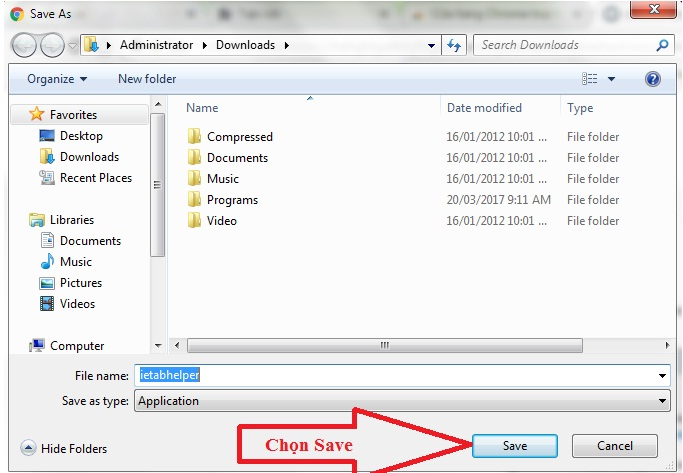 Save As
Administrator Downloads Search Downloads
Organize New folder
Favorites
Desktop
Downloads
Recent Places
Libraries
Documents
Music
Pictures
Videos
Computer
Name Date modified Type
Compressed 16/01/2012 10:01 ... File folder
Documents 16/01/2012 10:01 ... File folder
Music 16/01/2012 10:01 ... File folder
Programs 20/03/2017 9:11 AM File folder
Video 16/01/2012 10:01 ... File folder
File name: ietabhelper
Save as type: Application
Hide Folders Chọn Save Save Cancel